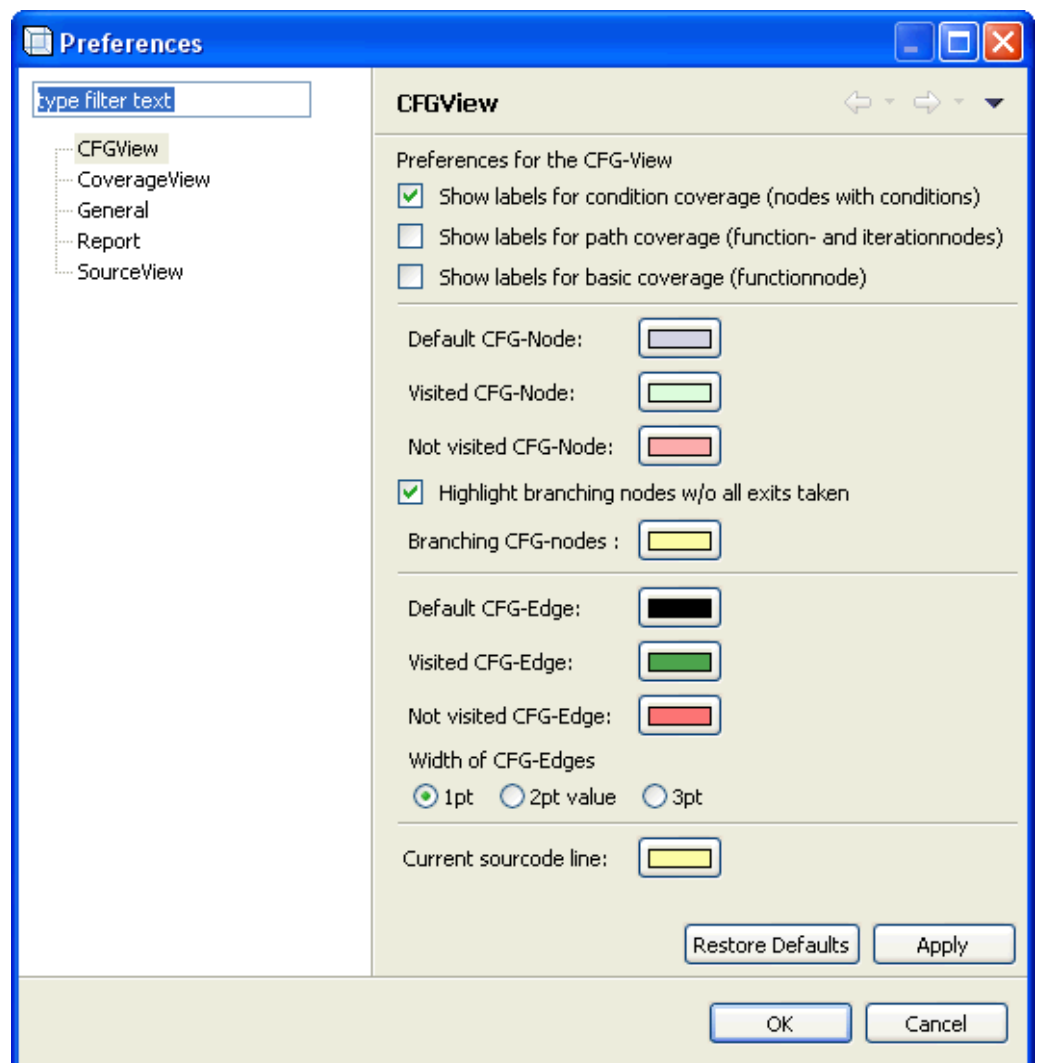 Preferences
type filter text
CFGView
CoverageView
General
Report
SourceView
CFGView
Preferences for the CFG-View
Show labels for condition coverage (nodes with conditions)
Show labels for path coverage (function- and iterationnodes)
Show labels for basic coverage (functionnode)
Default CFG-Node:
Visited CFG-Node:
Not visited CFG-Node:
Highlight branching nodes w/o all exits taken
Branching CFG-nodes :
Default CFG-Edge:
Visited CFG-Edge:
Not visited CFG-Edge:
Width of CFG-Edges
1pt 2pt value 3pt
Current sourcode line:
Restore Defaults Apply
OK Cancel